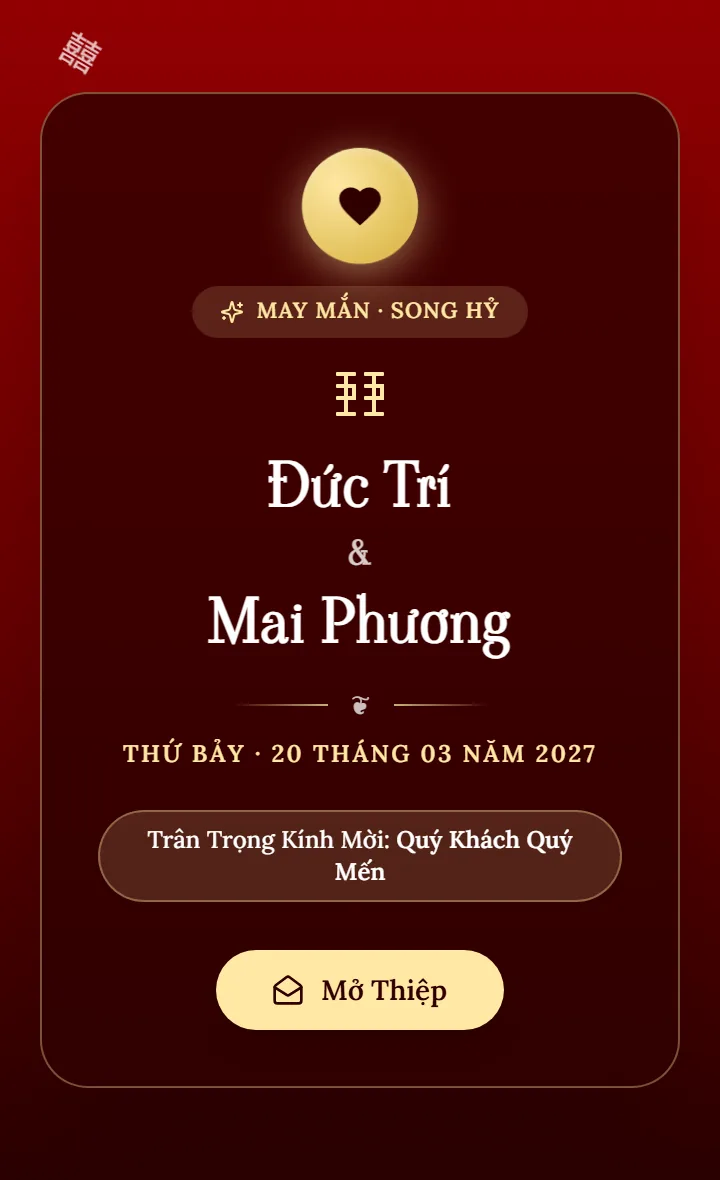 囍
MAY MẮN · SONG HỶ
Đức Trí
&
Mai Phương
❦
THỨ BẢY · 20 THÁNG 03 NĂM 2027
Trân Trọng Kính Mời: Quý Khách Quý
Mến
Mở Thiệp